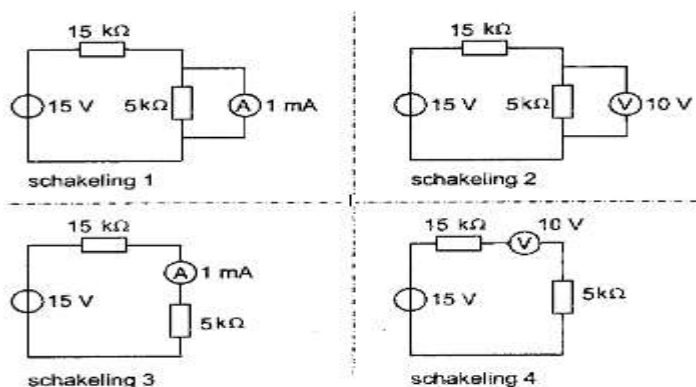 15 kΩ
15 V
5kΩ
A
1 mA
schakeling 1
15 kΩ
15 V
5kΩ
V
10 V
schakeling 2
15 kΩ
A
1 mA
15 V
5kΩ
schakeling 3
10 V
15 kΩ
V
15 V
5kΩ
schakeling 4